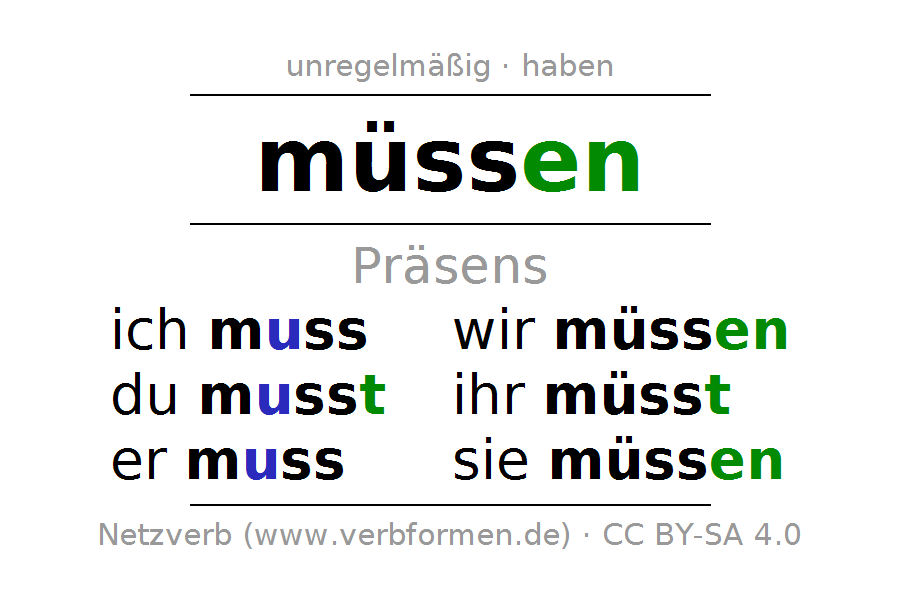 unregelmäßig · haben
müssen
Präsens
ich muss wir müssen
du musst ihr müsst
er muss sie müssen
Netzverb (www.verbformen.de) · CC BY-SA 4.0